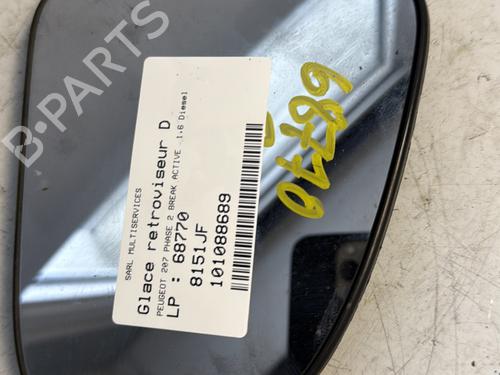 SARL MULTISERVICES
Glace retroviseur D
PEUGEOT 207 PHASE 2 BREAK ACTIVE 1.6 Diesel
LP : 68770
8151JF
101088689
68770
B-PARTS